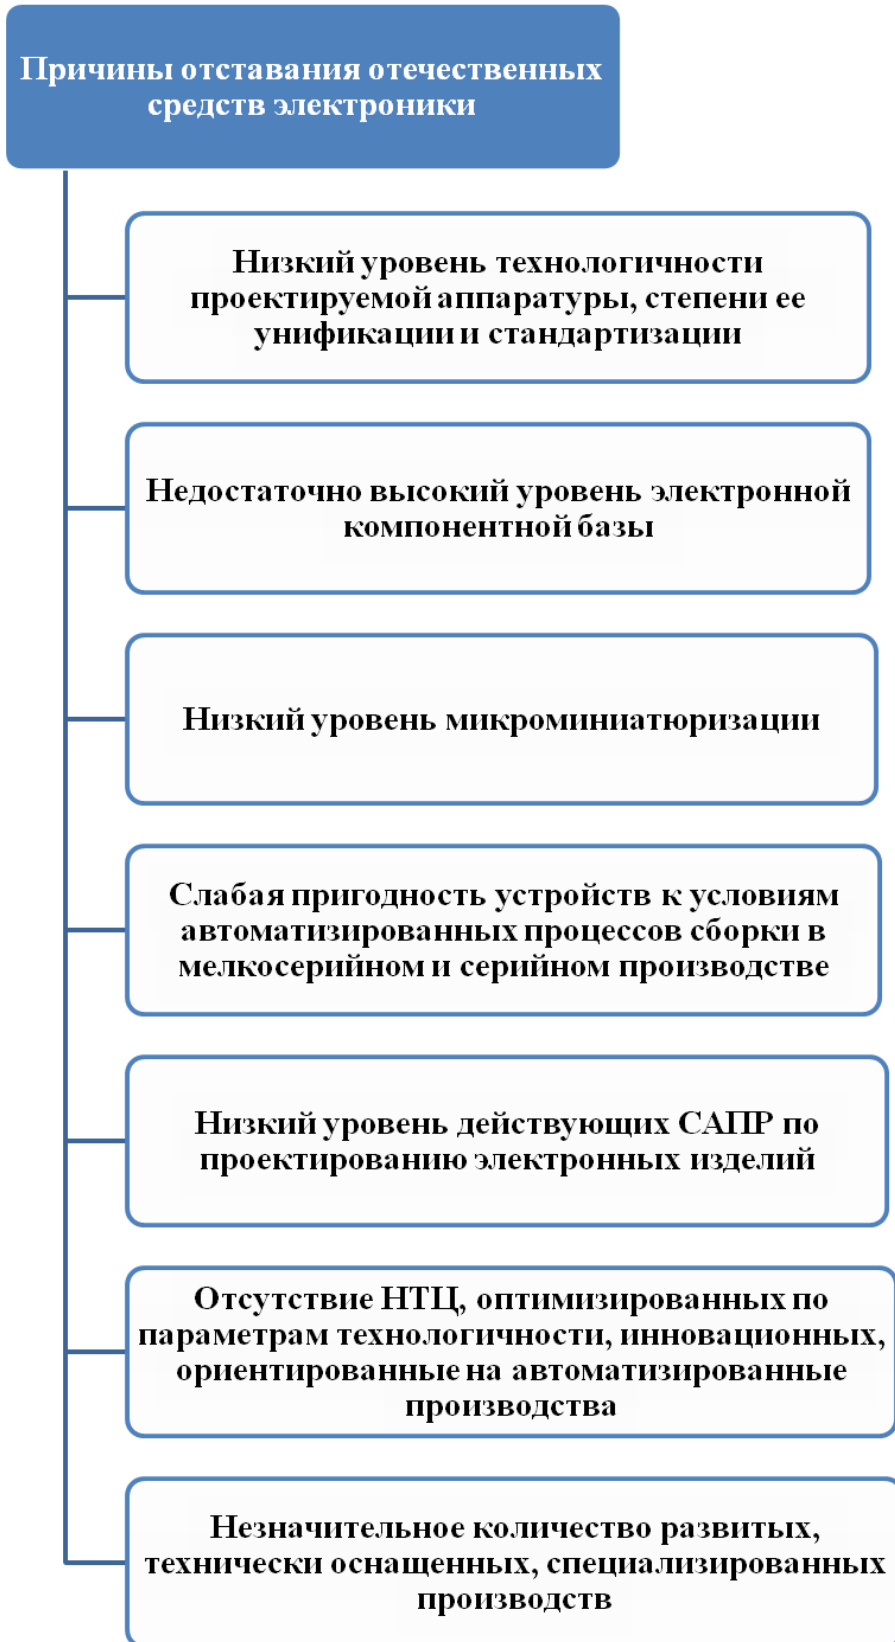 Причины отставания отечественных
средств электроники
Низкий уровень технологичности
проектируемой аппаратуры, степени ее
унификации и стандартизации
Недостаточно высокий уровень электронной
компонентной базы
Низкий уровень микроминиатюризации
Слабая пригодность устройств к условиям
автоматизированных процессов сборки в
мелкосерийном и серийном производстве
Низкий уровень действующих САПР по
проектированию электронных изделий
Отсутствие НТЦ, оптимизированных по
параметрам технологичности, инновационных,
ориентированные на автоматизированные
производства
Незначительное количество развитых,
технически оснащенных, специализированных
производств